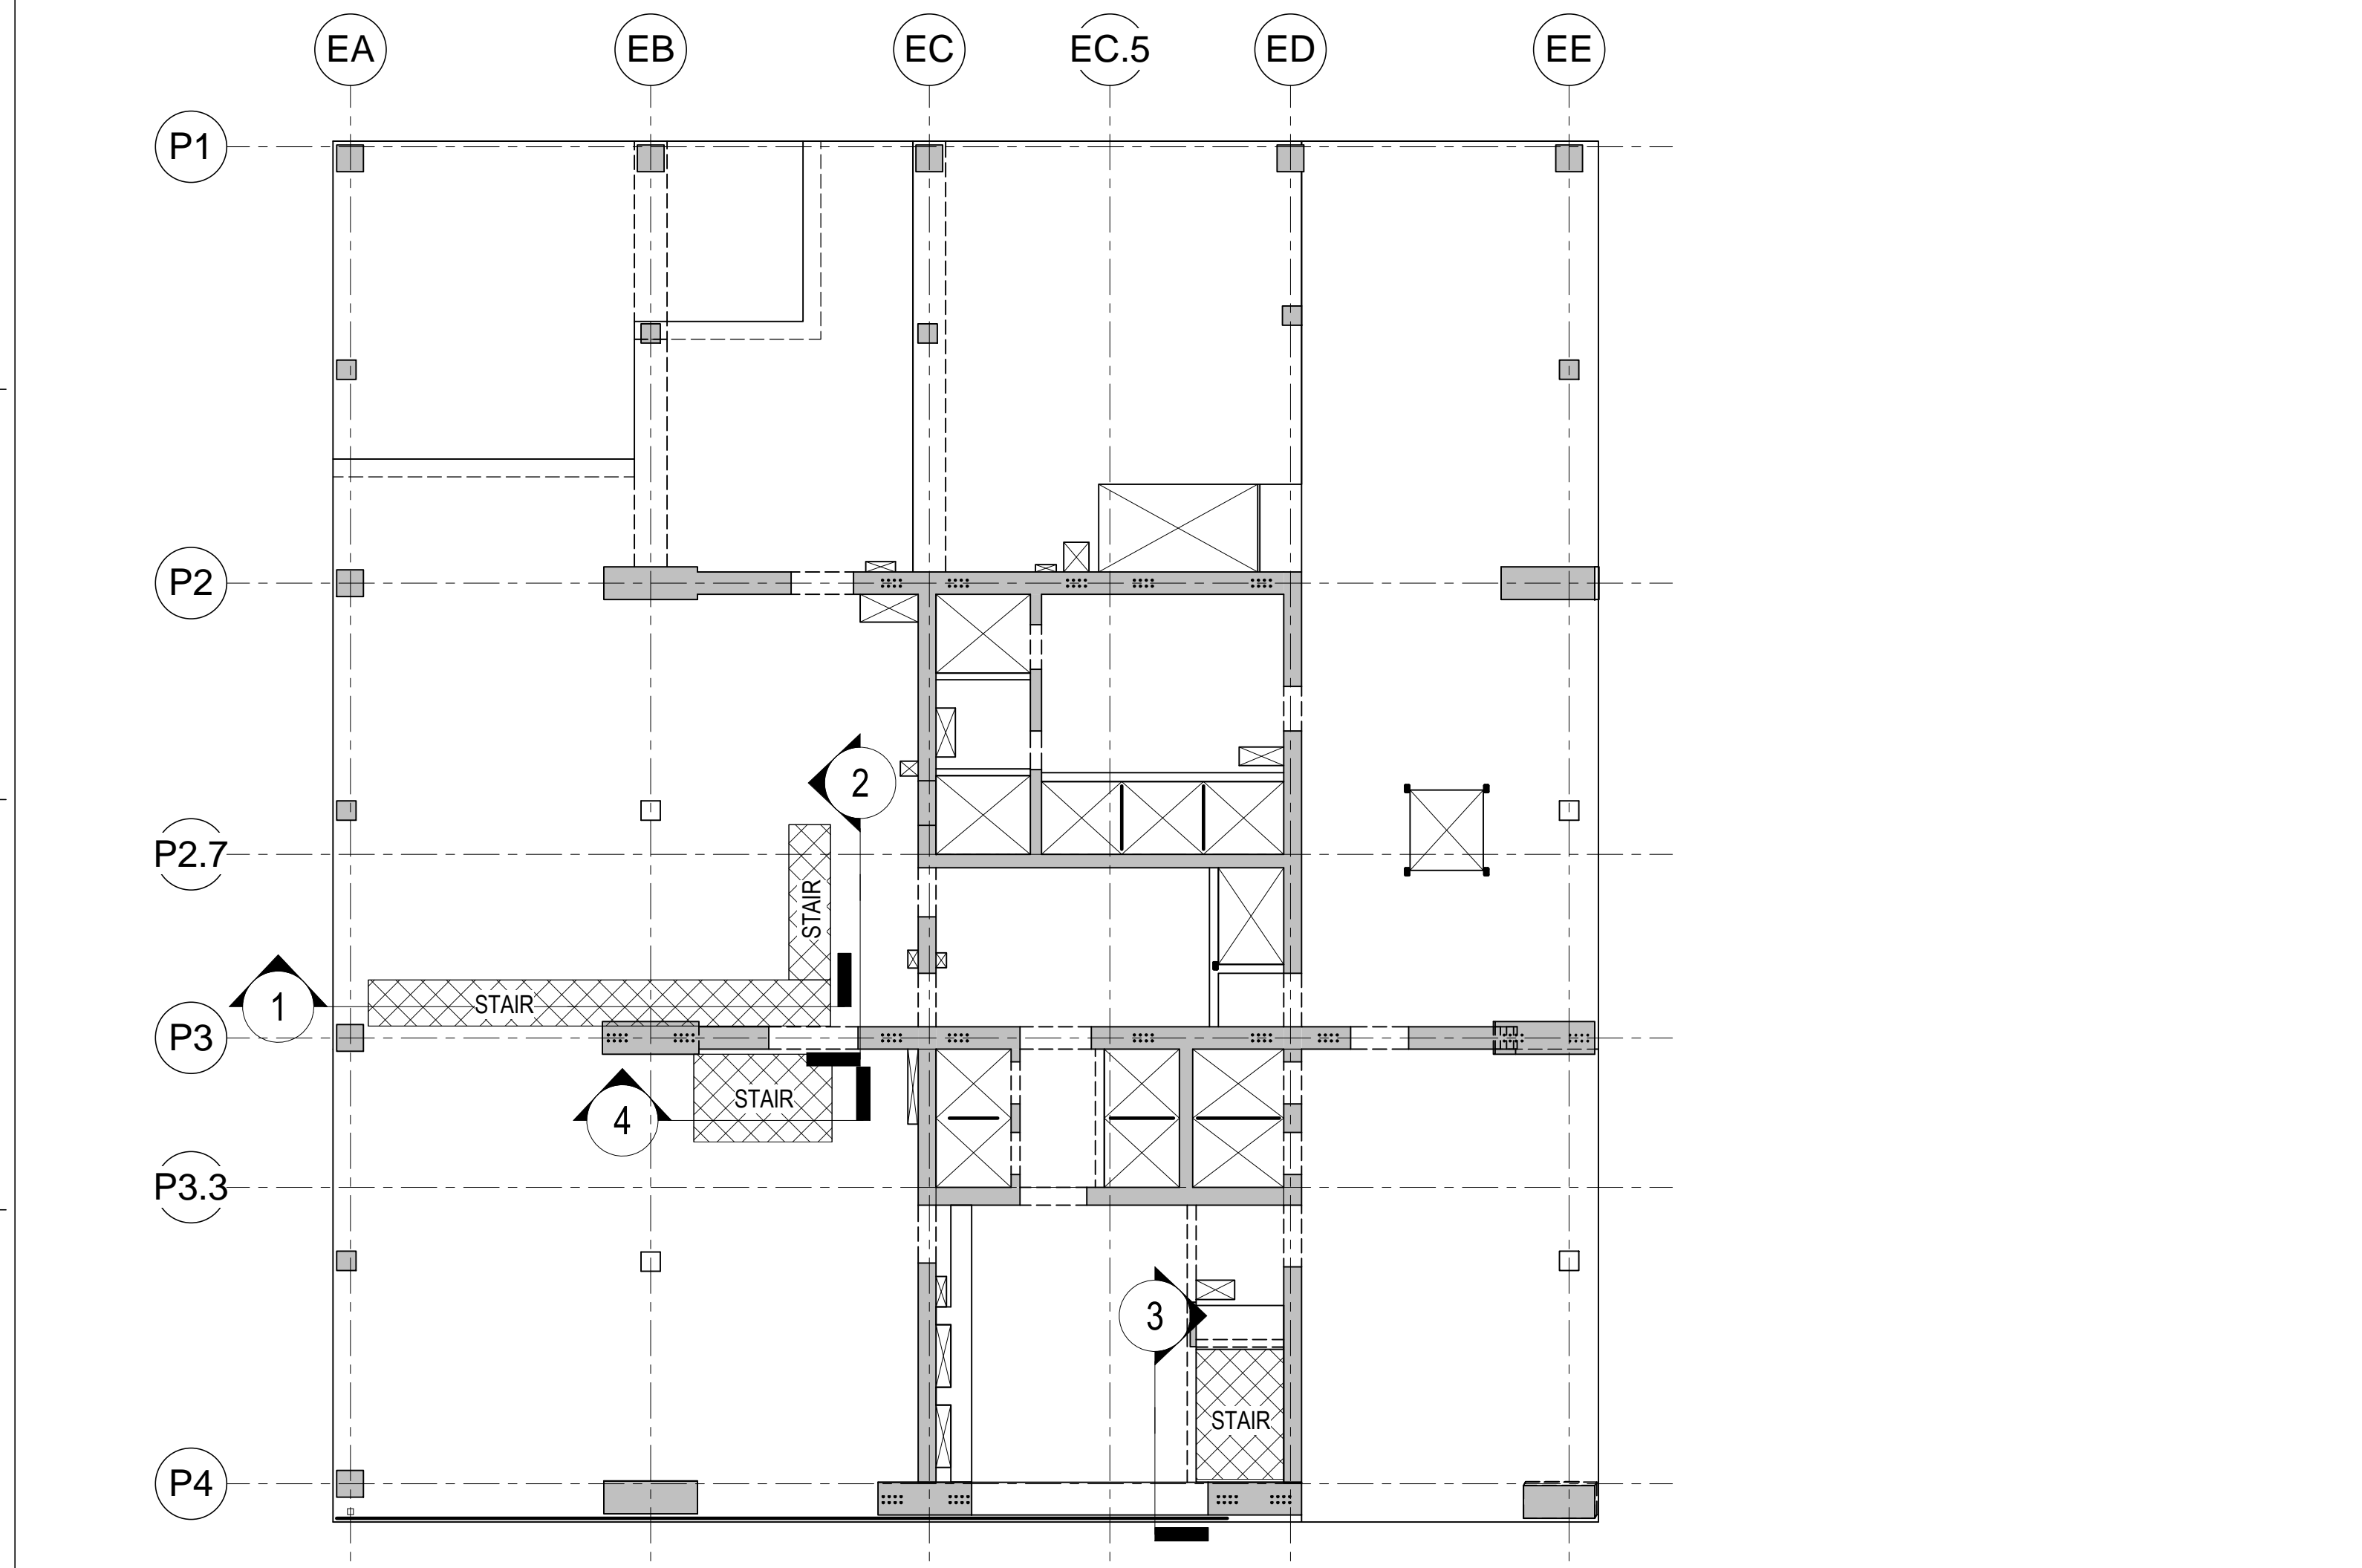 EA EB EC EC.5 ED EE
P1
P2
2
P2.7
STAIR
1 STAIR
P3
STAIR
4
P3.3
3
STAIR
P4